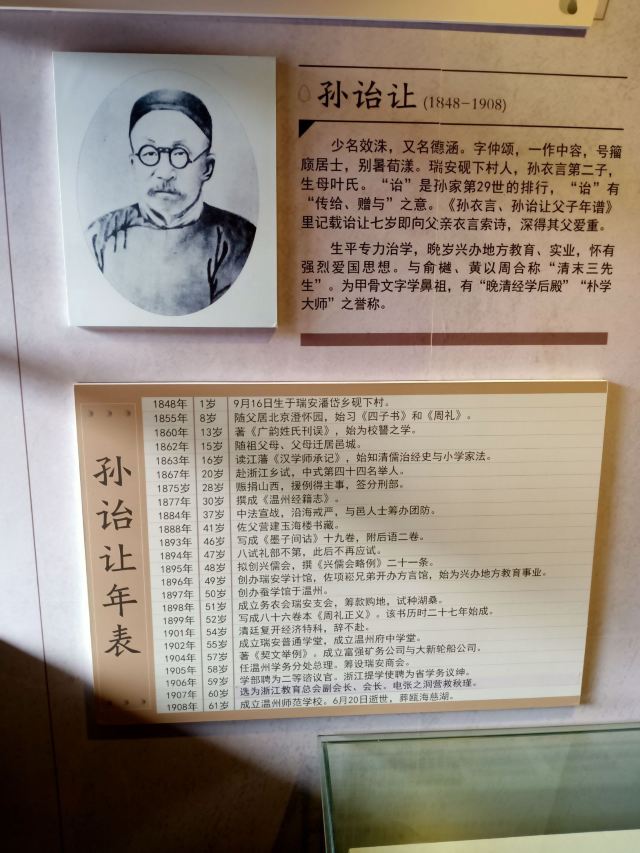 孙诒让 (1848-1908)
少名效洙，又名德涵。字仲颂，一作中容，号籀
庼居士，别署荀漾。瑞安砚下村人，孙衣言第二子，
生母叶氏。“诒”是孙家第29世的排行，“诒”有
“传给、赠与”之意。《孙衣言、孙诒让父子年谱》
里记载诒让七岁即向父亲衣言索诗，深得其父爱重。
生平专力治学，晚岁兴办地方教育、实业，怀有
强烈爱国思想。与俞樾、黄以周合称“清末三先
生”。为甲骨文字学鼻祖，有“晚清经学后殿”“朴学
大师”之誉称。
孙诒让年表
1848年 1岁 9月16日生于瑞安潘岱乡砚下村。
1855年 8岁 随父居北京澄怀园，始习《四子书》和《周礼》。
1860年 13岁 著《广韵姓氏刊误》，始为校讐之学。
1862年 15岁 随祖父母、父母迁居邑城。
1863年 16岁 读江藩《汉学师承记》，始知清儒治经史与小学家法。
1867年 20岁 赴浙江乡试，中式第四十四名举人。
1875岁 28岁 赈捐山西，援例得主事，签分刑部。
1877年 30岁 撰成《温州经籍志》。
1884年 37岁 中法宣战，沿海戒严，与邑人士筹办团防。
1888年 41岁 佐父营建玉海楼书藏。
1893年 46岁 写成《墨子间诂》十九卷，附后语二卷。
1894年 47岁 八试礼部不第，此后不再应试。
1895年 48岁 拟创兴儒会，撰《兴儒会略例》二十一条。
1896年 49岁 创办瑞安学计馆，佐项崧兄弟开办方言馆，始为兴办地方教育事业。
1897年 50岁 创办蚕学馆于温州。
1898年 51岁 成立务农会瑞安支会，筹款购地，试种湖桑。
1899年 52岁 写成八十六卷本《周礼正义》。该书历时二十七年始成。
1901年 54岁 清廷复开经济特科，辞不赴。
1902年 55岁 成立瑞安普通学堂，成立温州府中学堂。
1904年 57岁 著《契文举例》。成立富强矿务公司与大新轮船公司。
1905年 58岁 任温州学务分处总理。筹设瑞安商会。
1906年 59岁 学部聘为二等谘议官。浙江提学使聘为省学务议绅。
1907年 60岁 选为浙江教育总会副会长、会长。电张之洞营救秋瑾。
1908年 61岁 成立温州师范学校。6月20日逝世，葬瓯海慈湖。